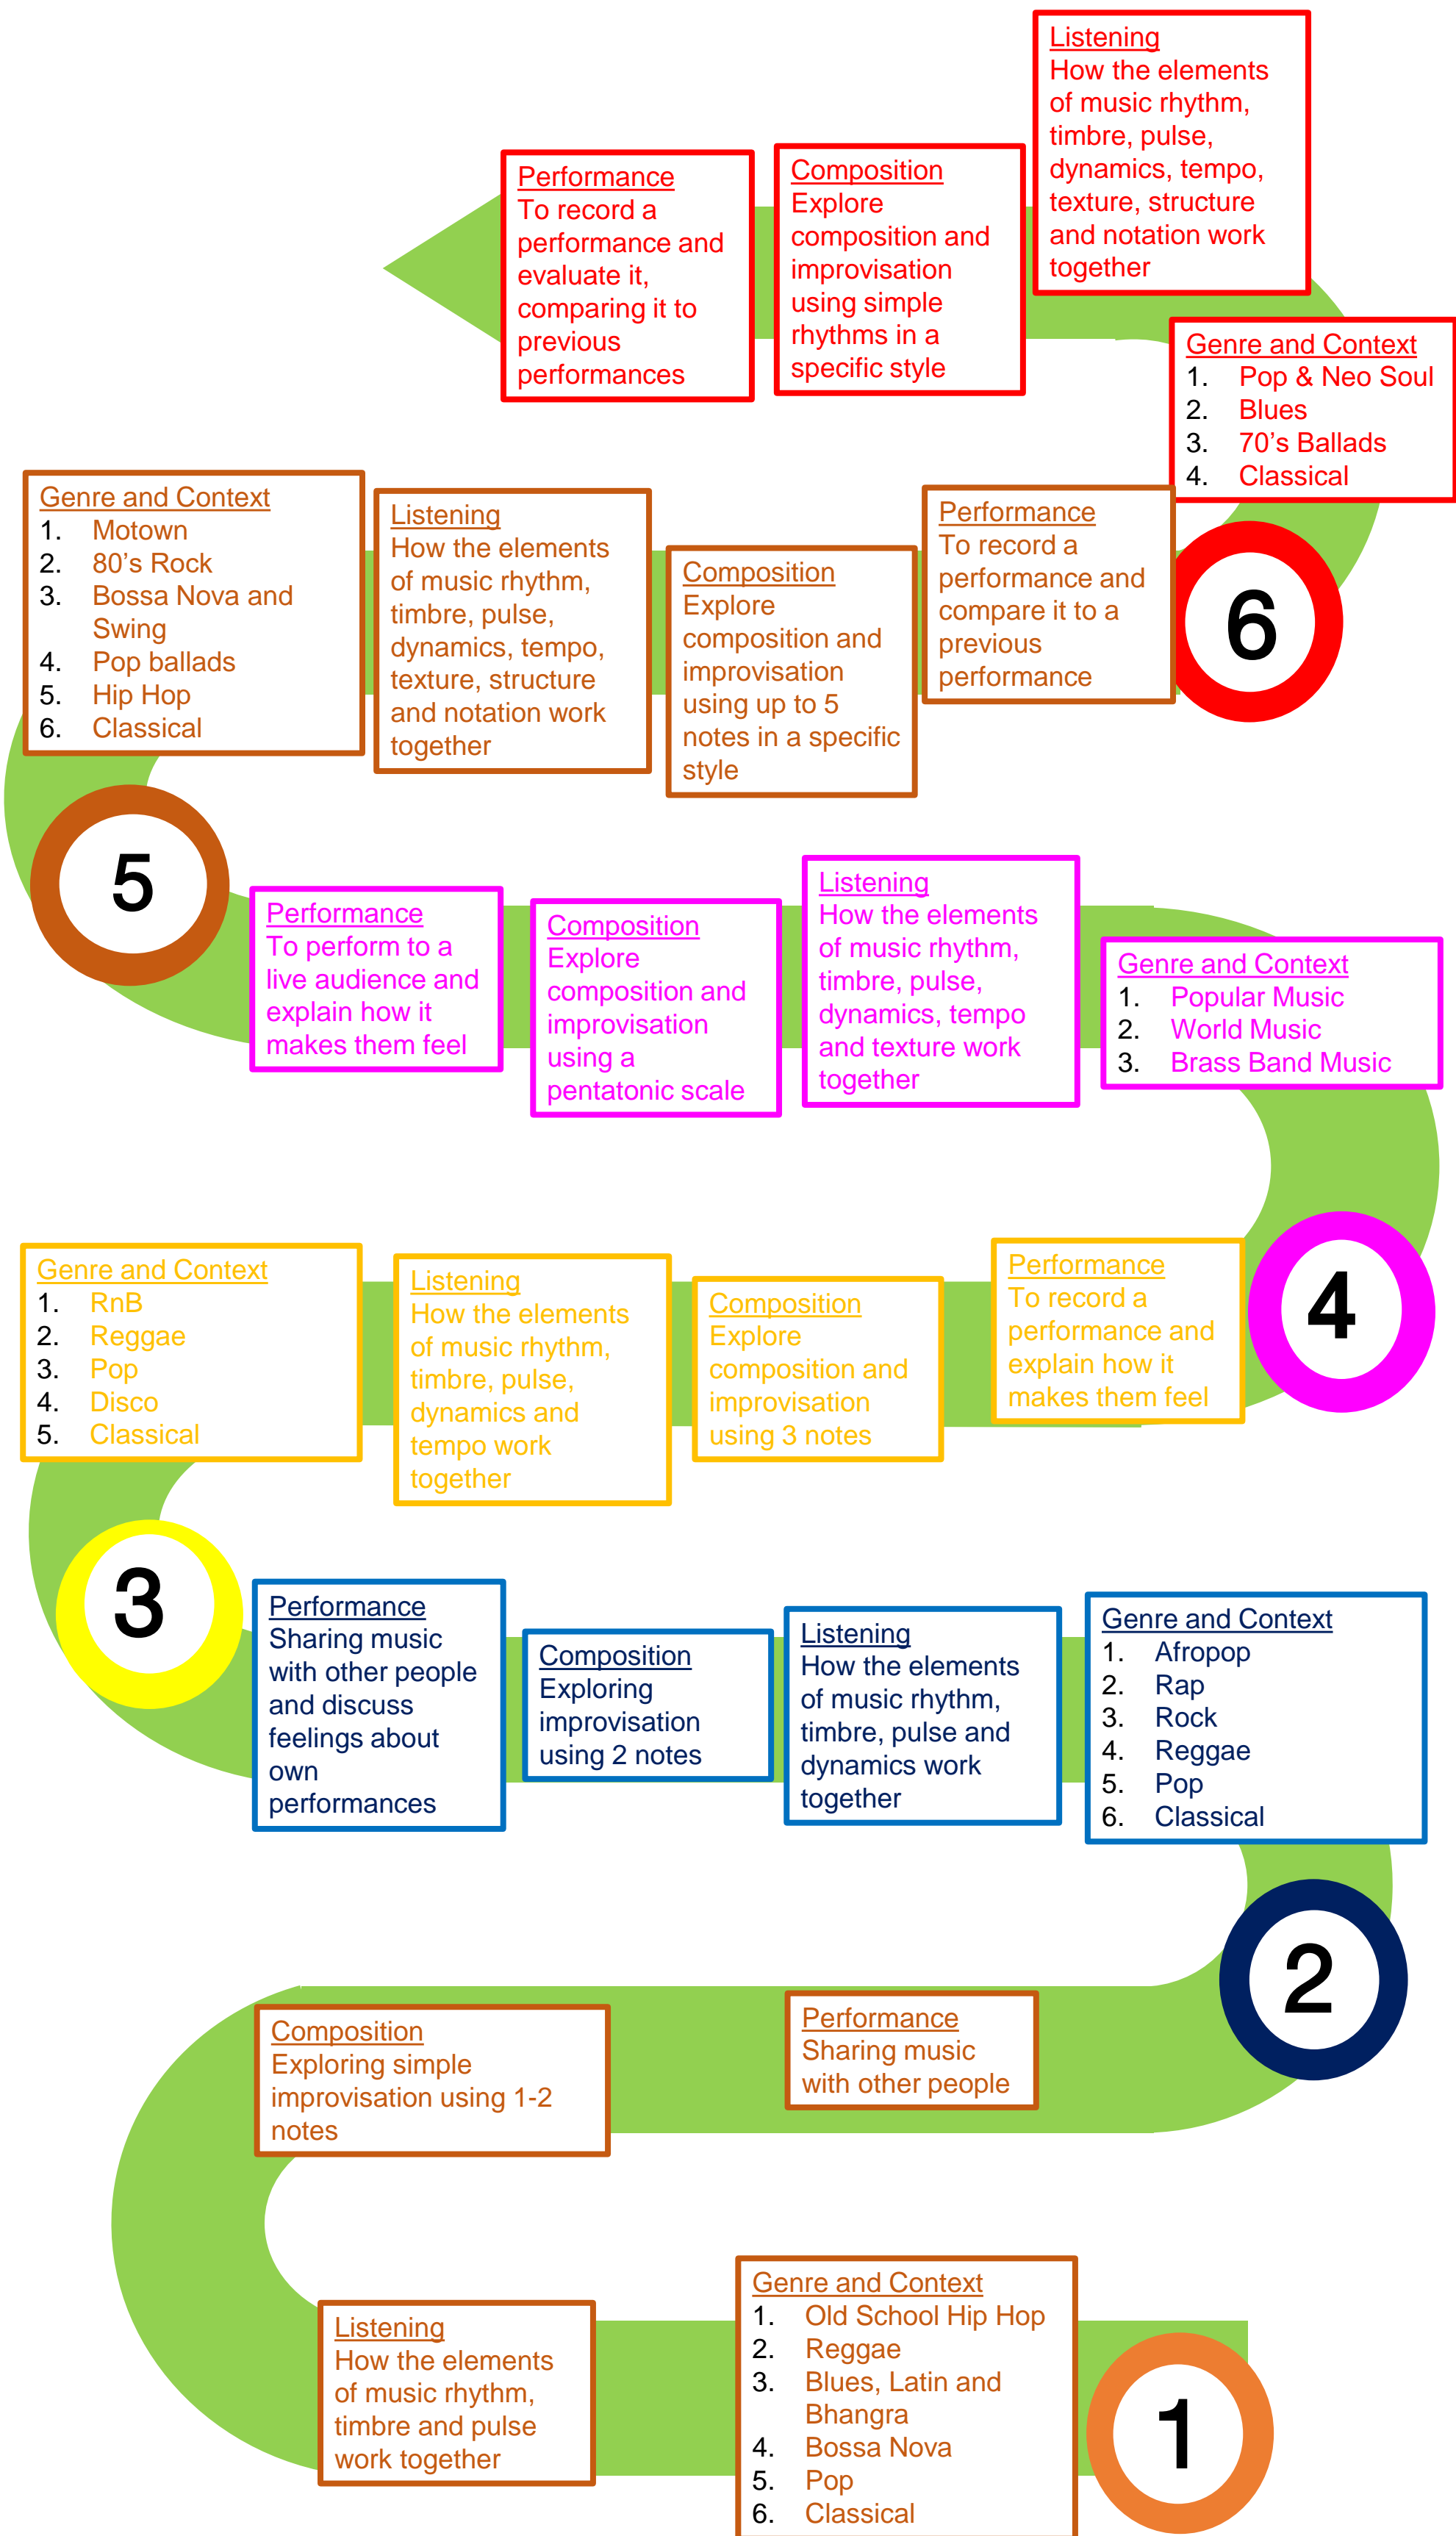 Listening
How the elements
of music rhythm,
timbre, pulse,
dynamics, tempo,
texture, structure
and notation work
together
Performance
To record a
performance and
evaluate it,
comparing it to
previous
performances
Composition
Explore
composition and
improvisation
using simple
rhythms in a
specific style
Genre and Context
1. Pop & Neo Soul
2. Blues
3. 70's Ballads
4. Classical
6
Genre and Context
1. Motown
2. 80's Rock
3. Bossa Nova and
Swing
4. Pop ballads
5. Hip Hop
6. Classical
Listening
How the elements
of music rhythm,
timbre, pulse,
dynamics, tempo,
texture, structure
and notation work
together
Composition
Explore
composition and
improvisation
using up to 5
notes in a specific
style
Performance
To record a
performance and
compare it to a
previous
performance
5
Performance
To perform to a
live audience and
explain how it
makes them feel
Composition
Explore
composition and
improvisation
using a
pentatonic scale
Listening
How the elements
of music rhythm,
timbre, pulse,
dynamics, tempo
and texture work
together
Genre and Context
1. Popular Music
2. World Music
3. Brass Band Music
4
Genre and Context
1. RnB
2. Reggae
3. Pop
4. Disco
5. Classical
Listening
How the elements
of music rhythm,
timbre, pulse,
dynamics and
tempo work
together
Composition
Explore
composition and
improvisation
using 3 notes
Performance
To record a
performance and
explain how it
makes them feel
3
Performance
Sharing music
with other people
and discuss
feelings about
own
performances
Composition
Exploring
improvisation
using 2 notes
Listening
How the elements
of music rhythm,
timbre, pulse and
dynamics work
together
Genre and Context
1. Afropop
2. Rap
3. Rock
4. Reggae
5. Pop
6. Classical
2
Composition
Exploring simple
improvisation using 1-2
notes
Performance
Sharing music
with other people
Listening
How the elements
of music rhythm,
timbre and pulse
work together
Genre and Context
1. Old School Hip Hop
2. Reggae
3. Blues, Latin and
Bhangra
4. Bossa Nova
5. Pop
6. Classical
1